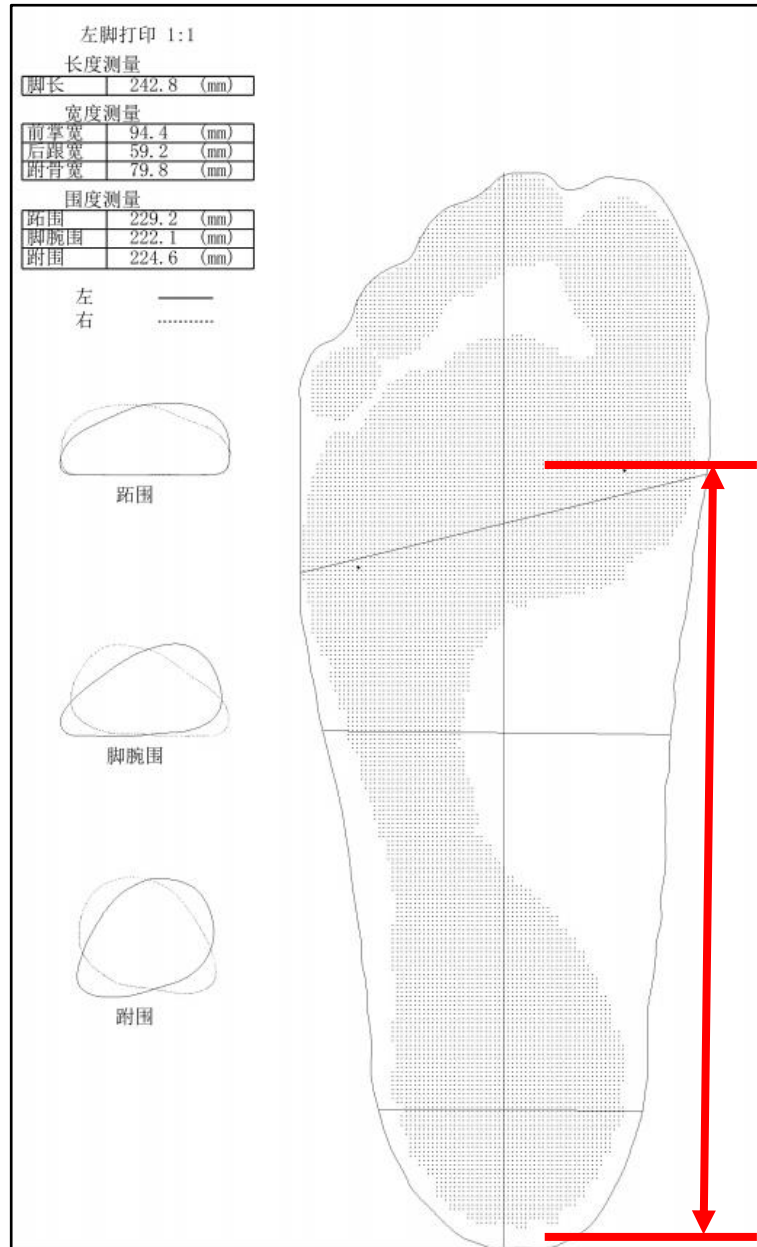 左脚打印 1:1
长度测量
脚长 242.8 (mm)
宽度测量
前掌宽 94.4 (mm)
后跟宽 59.2 (mm)
跗骨宽 79.8 (mm)
围度测量
跖围 229.2 (mm)
脚腕围 222.1 (mm)
跗围 224.6 (mm)
左
右
跖围
脚腕围
跗围